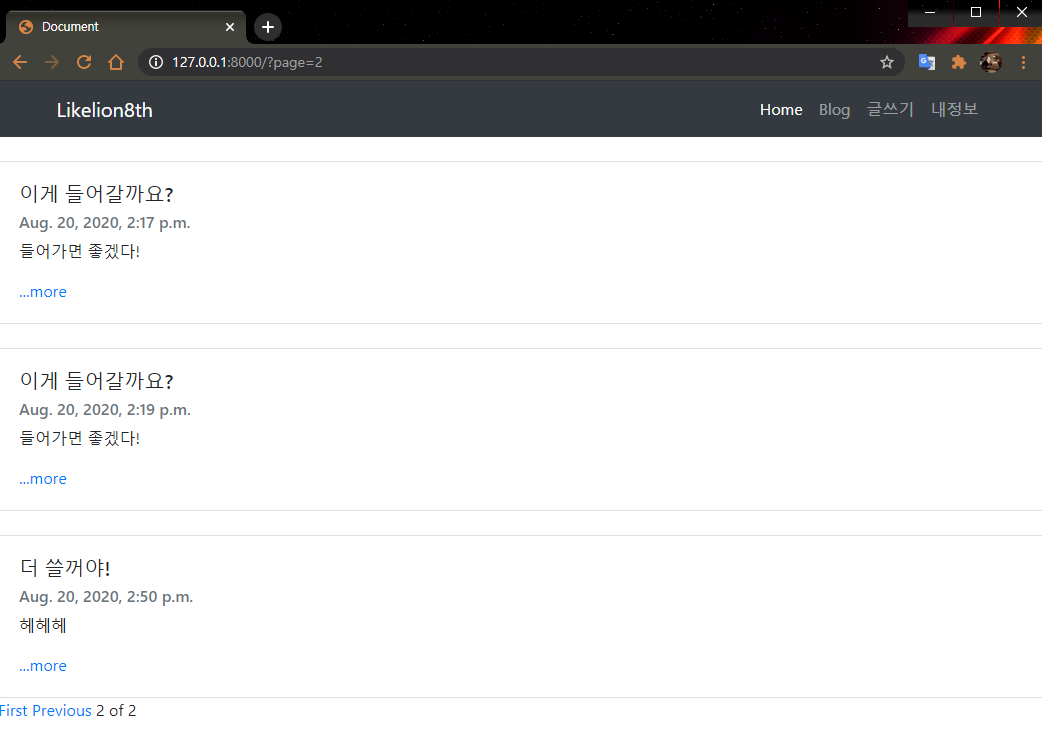 Document
127.0.0.1:8000/?page=2
Likelion8th
Home Blog 글쓰기 내정보
이게 들어갈까요?
Aug. 20, 2020, 2:17 p.m.
들어가면 좋겠다!
...more
이게 들어갈까요?
Aug. 20, 2020, 2:19 p.m.
들어가면 좋겠다!
...more
더 쓸꺼야!
Aug. 20, 2020, 2:50 p.m.
헤헤헤
...more
First Previous 2 of 2